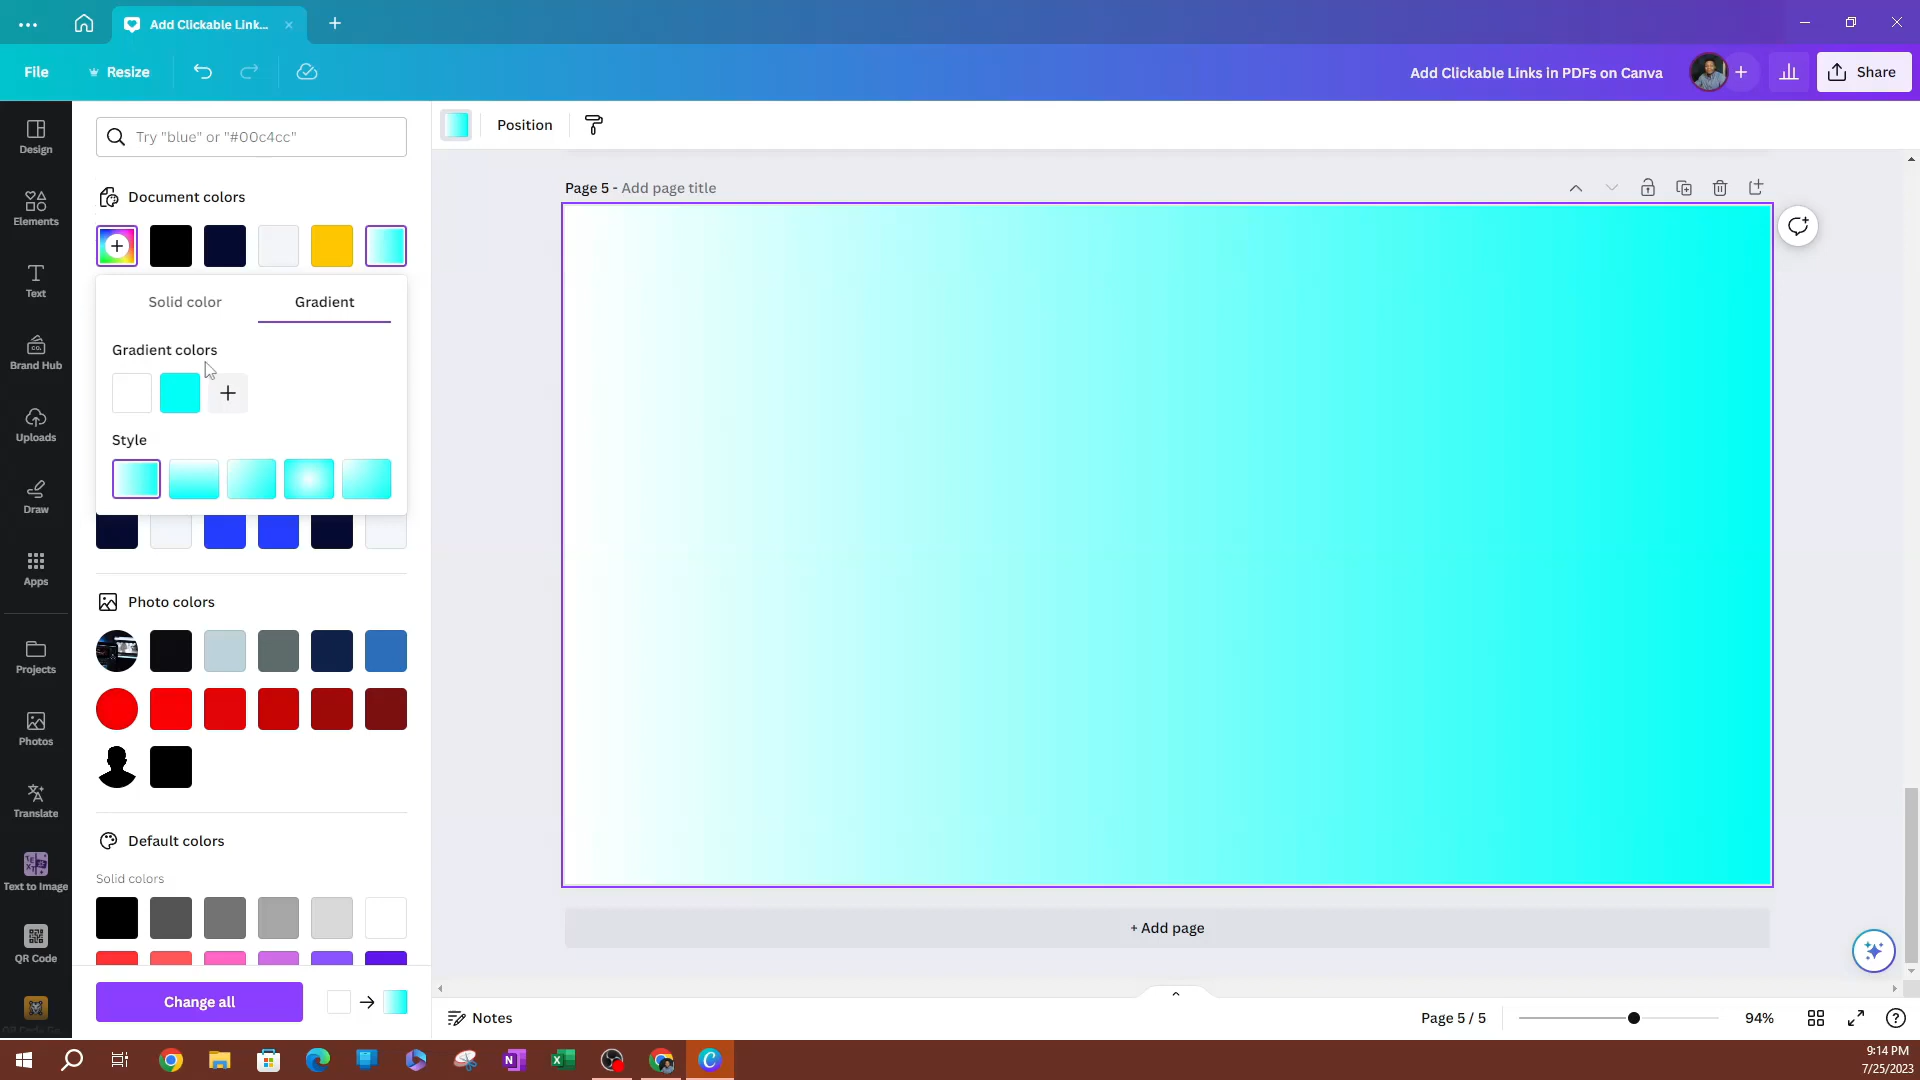 Add Clickable Link...
File
Resize
Add Clickable Links in PDFs on Canva
Share
Design
Elements
Text
Brand Hub
Uploads
Draw
Apps
Projects
Photos
Translate
Text to Image
QR Code
Try "blue" or "#00c4cc"
Document colors
Solid color
Gradient
Gradient colors
Style
Photo colors
Default colors
Solid colors
Change all
Position
Page 5 - Add page title
+ Add page
Notes
Page 5 / 5
94%
9:14 PM
7/25/2023